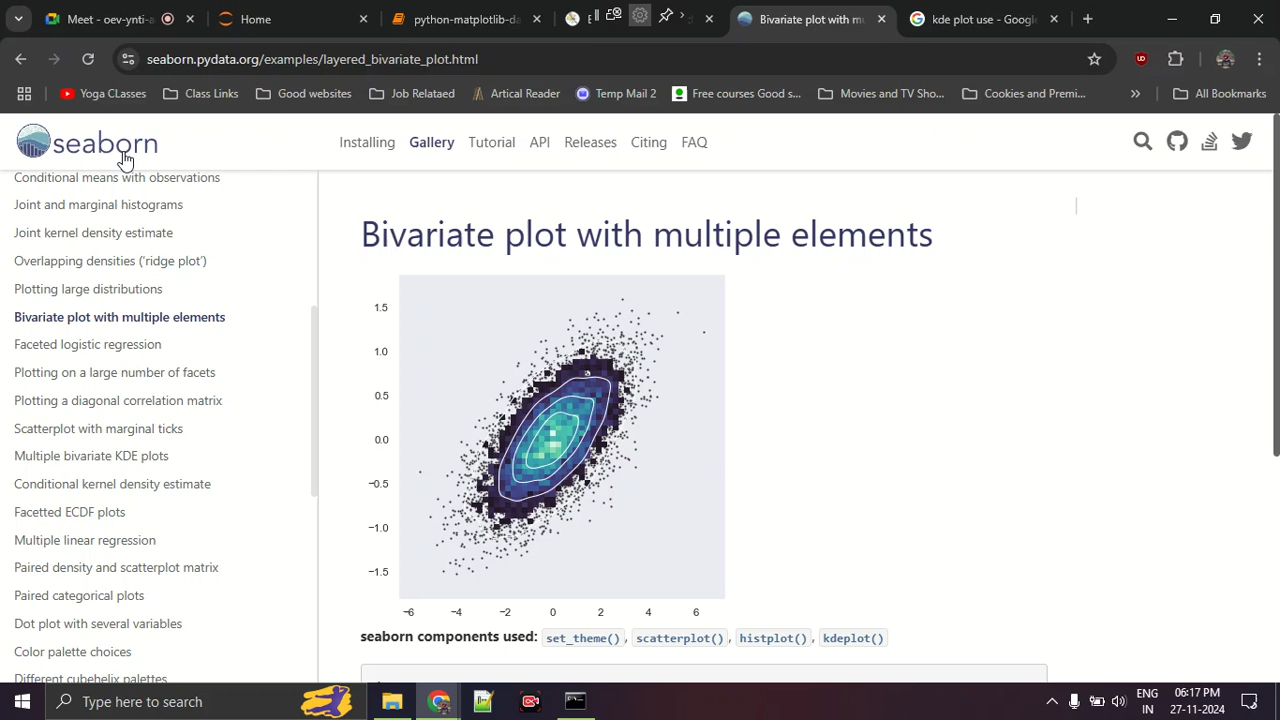 Meet - oev-ynti-
Home
python-matplotlib-da
Bivariate plot with mu
kde plot use - Google
seaborn.pydata.org/examples/layered_bivariate_plot.html
Yoga CLasses
Class Links
Good websites
Job Relataed
Artical Reader
Temp Mail 2
Free courses Good s...
Movies and TV Sho...
Cookies and Premi...
All Bookmarks
seaborn
Installing
Gallery
Tutorial
API
Releases
Citing
FAQ
Conditional means with observations
Joint and marginal histograms
Joint kernel density estimate
Overlapping densities (‘ridge plot’)
Plotting large distributions
Bivariate plot with multiple elements
Faceted logistic regression
Plotting on a large number of facets
Plotting a diagonal correlation matrix
Scatterplot with marginal ticks
Multiple bivariate KDE plots
Conditional kernel density estimate
Facetted ECDF plots
Multiple linear regression
Paired density and scatterplot matrix
Paired categorical plots
Dot plot with several variables
Color palette choices
Different cubehelix palettes
Bivariate plot with multiple elements
1.5
1.0
0.5
0.0
−0.5
−1.0
−1.5
−6 −4 −2 0 2 4 6
seaborn components used: set_theme(), scatterplot(), histplot(), kdeplot()
Type here to search
ENG
IN
06:17 PM
27-11-2024